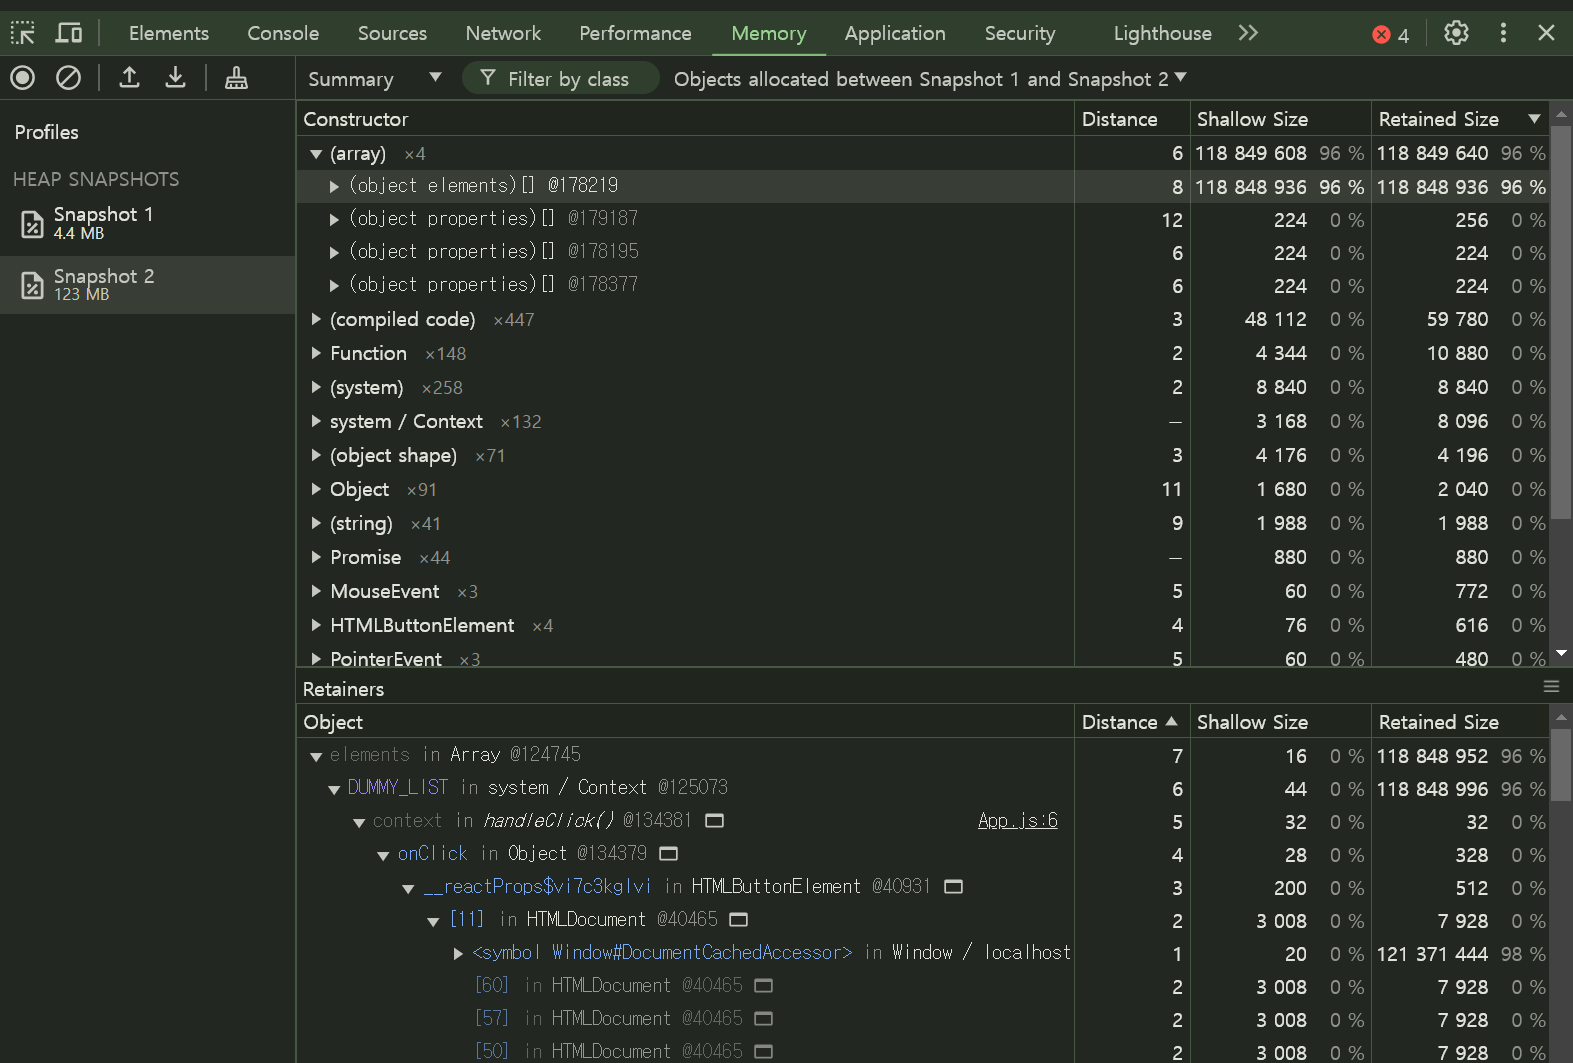 Elements Console Sources Network Performance Memory Application Security Lighthouse 4
Summary Filter by class Objects allocated between Snapshot 1 and Snapshot 2
Profiles
HEAP SNAPSHOTS
Snapshot 1
4.4 MB
Snapshot 2
123 MB
Constructor Distance Shallow Size Retained Size
(array) ×4 6 118 849 608 96 % 118 849 640 96 %
(object elements)[] @178219 8 118 848 936 96 % 118 848 936 96 %
(object properties)[] @179187 12 224 0 % 256 0 %
(object properties)[] @178195 6 224 0 % 224 0 %
(object properties)[] @178377 6 224 0 % 224 0 %
(compiled code) ×447 3 48 112 0 % 59 780 0 %
Function ×148 2 4 344 0 % 10 880 0 %
(system) ×258 2 8 840 0 % 8 840 0 %
system / Context ×132 – 3 168 0 % 8 096 0 %
(object shape) ×71 3 4 176 0 % 4 196 0 %
Object ×91 11 1 680 0 % 2 040 0 %
(string) ×41 9 1 988 0 % 1 988 0 %
Promise ×44 – 880 0 % 880 0 %
MouseEvent ×3 5 60 0 % 772 0 %
HTMLButtonElement ×4 4 76 0 % 616 0 %
PointerEvent ×3 5 60 0 % 480 0 %
Retainers
Object Distance Shallow Size Retained Size
elements in Array @124745 7 16 0 % 118 848 952 96 %
DUMMY_LIST in system / Context @125073 6 44 0 % 118 848 996 96 %
context in handleClick() @134381 App.js:6 5 32 0 % 32 0 %
onClick in Object @134379 4 28 0 % 328 0 %
__reactProps$vi7c3kglvi in HTMLButtonElement @40931 3 200 0 % 512 0 %
[11] in HTMLDocument @40465 2 3 008 0 % 7 928 0 %
<symbol Window#DocumentCachedAccessor> in Window / localhost 1 20 0 % 121 371 444 98 %
[60] in HTMLDocument @40465 2 3 008 0 % 7 928 0 %
[57] in HTMLDocument @40465 2 3 008 0 % 7 928 0 %
[50] in HTMLDocument @40465 2 3 008 0 % 7 928 0 %